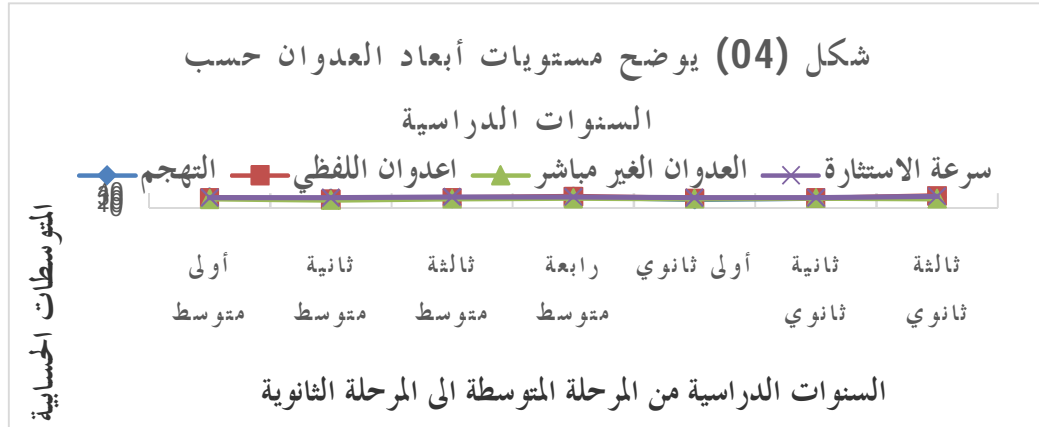 شكل (04) يوضح مستويات أبعاد العدوان حسب
السنوات الدراسية
التهجم
اعدوان اللفظي
العدوان الغير مباشر
سرعة الاستثارة
المتوسطات الحسابية
أولى متوسط
ثانية متوسط
ثالثة متوسط
رابعة متوسط
أولى ثانوي
ثانية ثانوي
ثالثة ثانوي
السنوات الدراسية من المرحلة المتوسطة الى المرحلة الثانوية